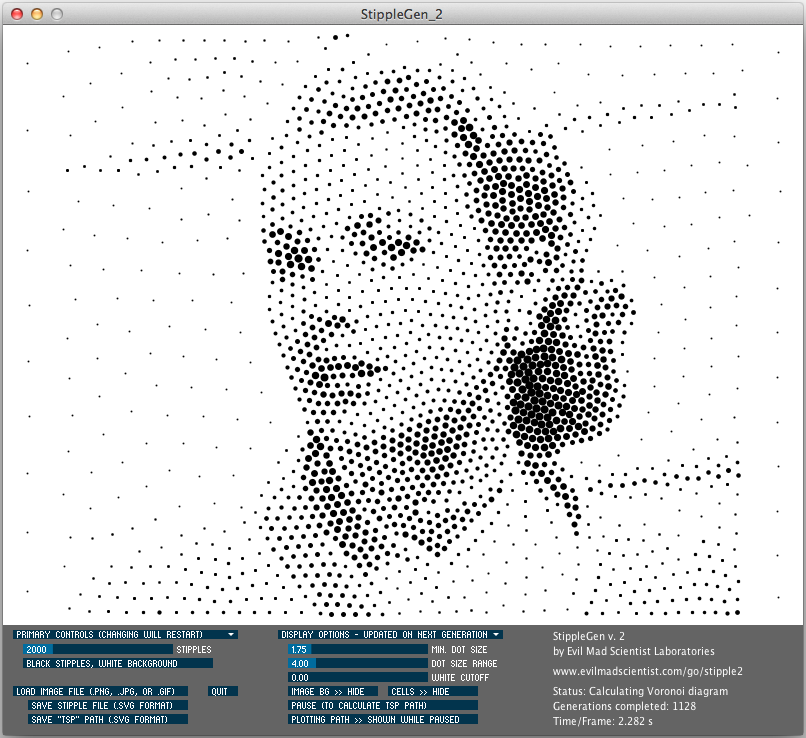 StippleGen_2
PRIMARY CONTROLS (CHANGING WILL RESTART)
2000 STIPPLES
BLACK STIPPLES, WHITE BACKGROUND
LOAD IMAGE FILE (.PNG, .JPG, OR .GIF) QUIT
SAVE STIPPLE FILE (.SVG FORMAT)
SAVE "TSP" PATH (.SVG FORMAT)
DISPLAY OPTIONS - UPDATED ON NEXT GENERATION
1.75 MIN. DOT SIZE
4.00 DOT SIZE RANGE
0.00 WHITE CUTOFF
IMAGE BG >> HIDE CELLS >> HIDE
PAUSE (TO CALCULATE TSP PATH)
PLOTTING PATH >> SHOWN WHILE PAUSED
StippleGen v. 2
by Evil Mad Scientist Laboratories
www.evilmadscientist.com/go/stipple2
Status: Calculating Voronoi diagram
Generations completed: 1128
Time/Frame: 2.282 s